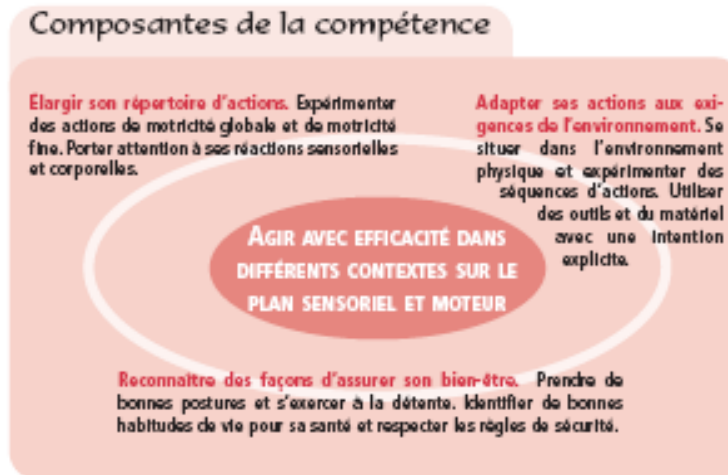 Composantes de la compétence
Élargir son répertoire d'actions. Expérimenter
des actions de motricité globale et de motricité
fine. Porter attention à ses réactions sensorielles
et corporelles.
Adapter ses actions aux exi-
gences de l'environnement. Se
situer dans l'environnement
physique et expérimenter des
séquences d'actions. Utiliser
des outils et du matériel
avec une intention
explicite.
AGIR AVEC EFFICACITÉ DANS
DIFFÉRENTS CONTEXTES SUR LE
PLAN SENSORIEL ET MOTEUR
Reconnaître des façons d'assurer son bien-être. Prendre de
bonnes postures et s'exercer à la détente. Identifier de bonnes
habitudes de vie pour sa santé et respecter les règles de sécurité.